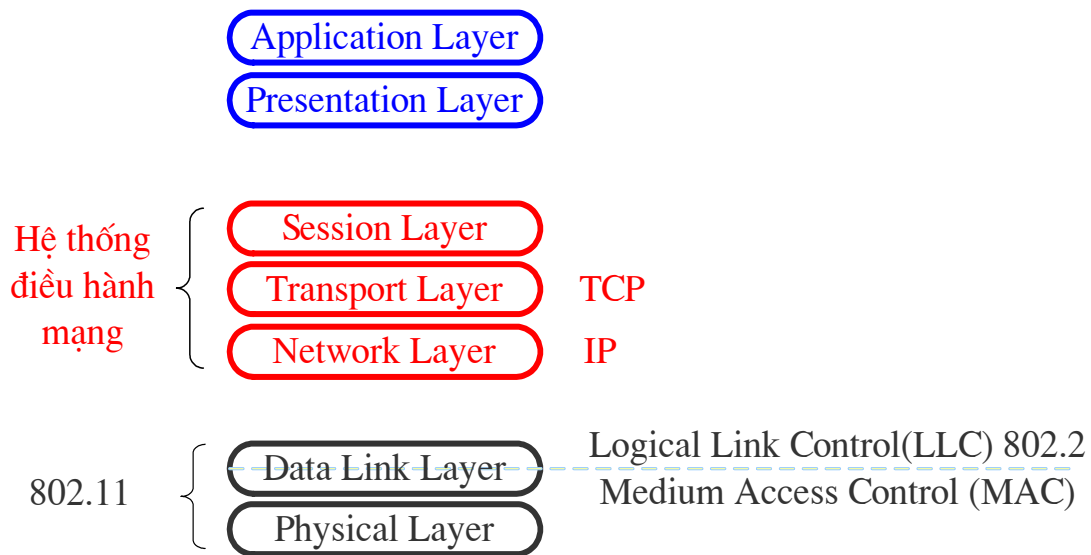 Application Layer
Presentation Layer
Session Layer
Hệ thống
điều hành
mạng
Transport Layer
TCP
Network Layer
IP
Logical Link Control(LLC) 802.2
Data Link Layer
802.11
Medium Access Control (MAC)
Physical Layer